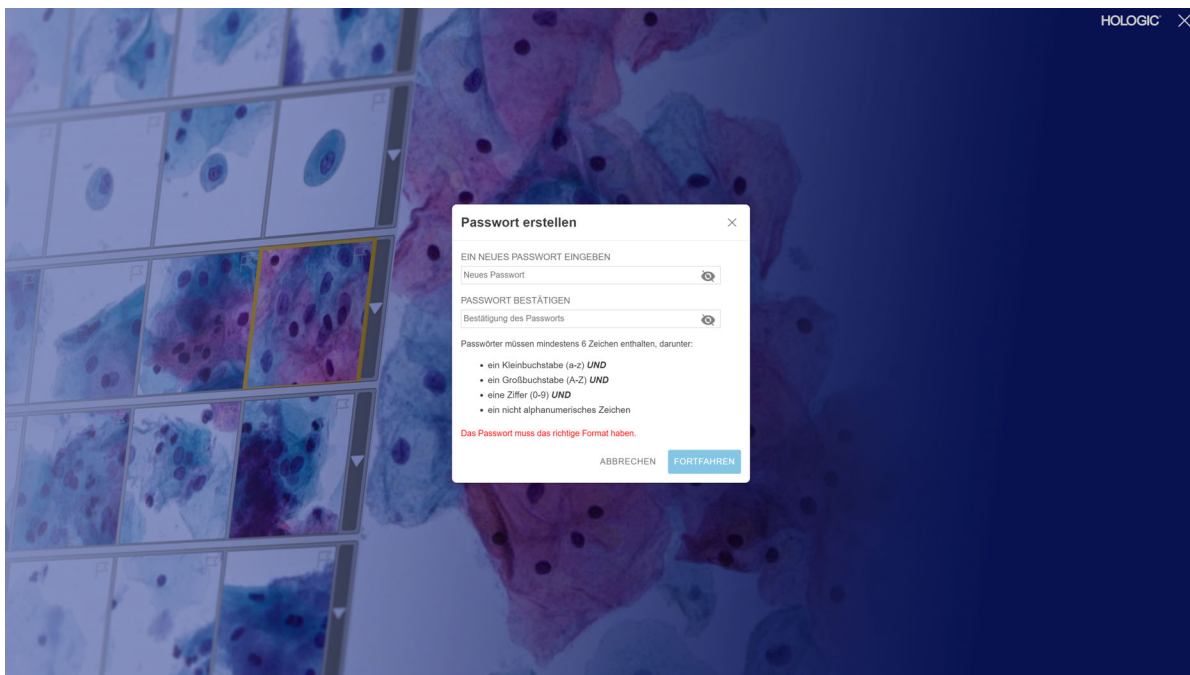 HOLOGIC
Passwort erstellen
EIN NEUES PASSWORT EINGEBEN
Neues Passwort
PASSWORT BESTÄTIGEN
Bestätigung des Passworts
Passwörter müssen mindestens 6 Zeichen enthalten, darunter:
• ein Kleinbuchstabe (a-z) UND
• ein Großbuchstabe (A-Z) UND
• eine Ziffer (0-9) UND
• ein nicht alphanumerisches Zeichen
Das Passwort muss das richtige Format haben.
ABBRECHEN FORTFAHREN